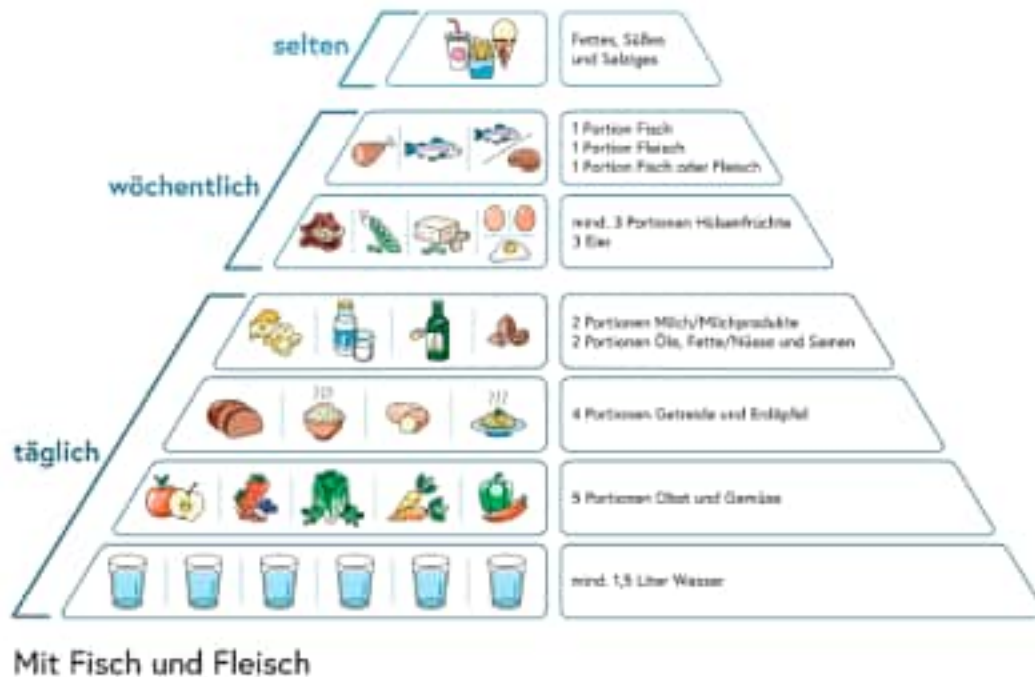 selten
Fettes, Süßes
und Salziges
wöchentlich
1 Portion Fisch
1 Portion Fleisch
1 Portion Fisch oder Fleisch
mind. 3 Portionen Hülsenfrüchte
3 Eier
täglich
2 Portionen Milch/Milchprodukte
2 Portionen Öle, Fette/Nüsse und Samen
4 Portionen Getreide und Erdäpfel
5 Portionen Obst und Gemüse
mind. 1,5 Liter Wasser
Mit Fisch und Fleisch